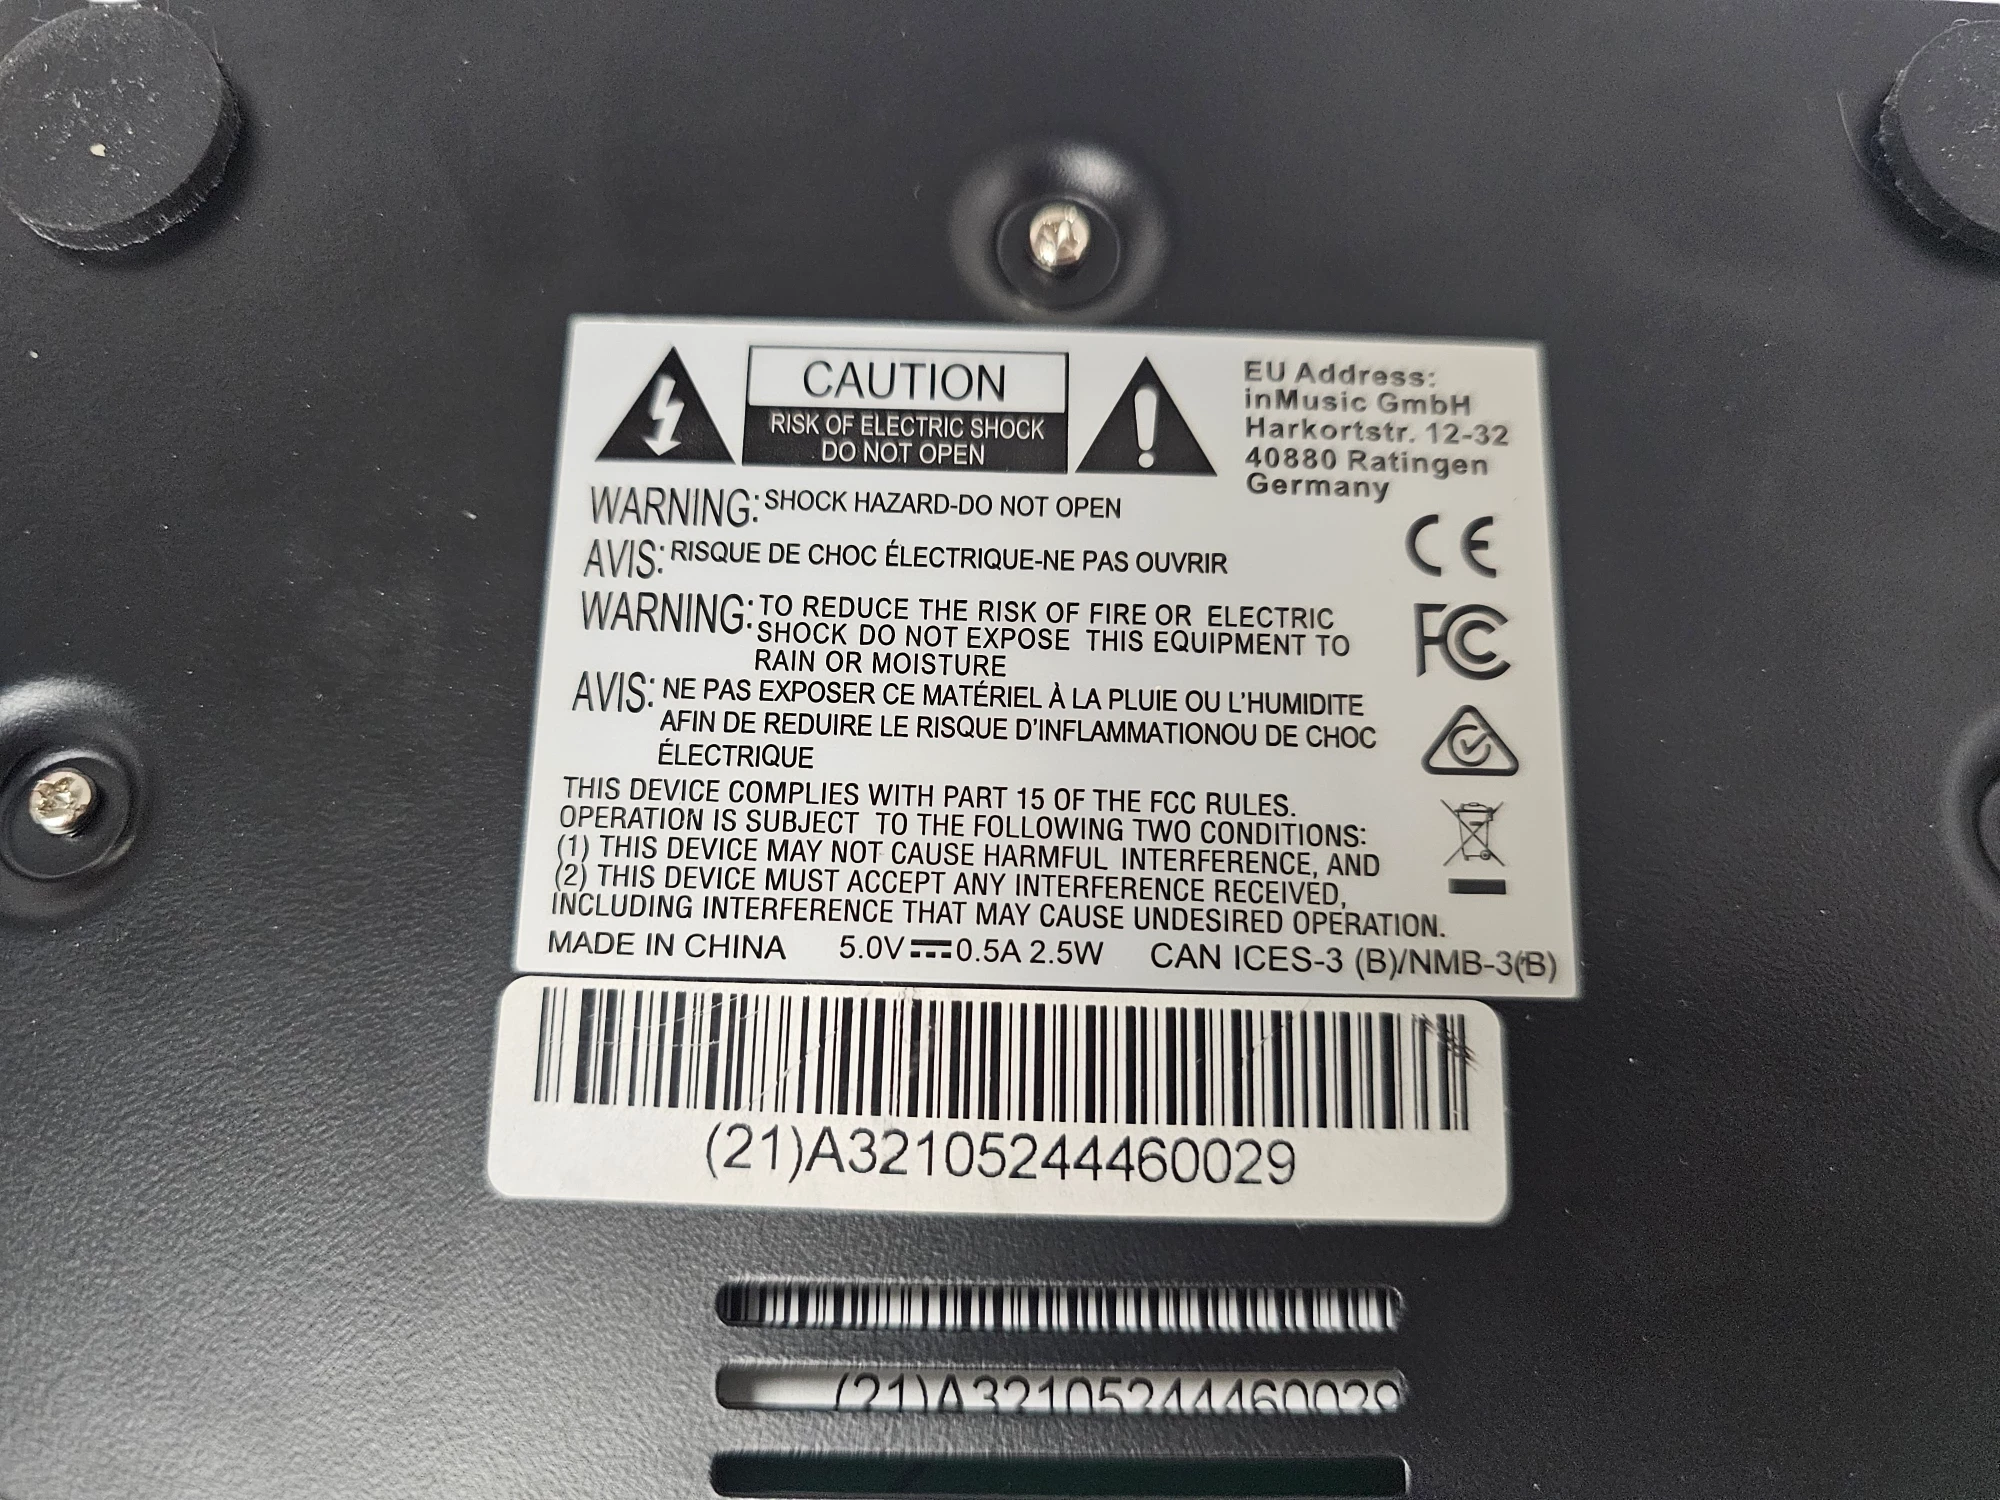 CAUTION
RISK OF ELECTRIC SHOCK
DO NOT OPEN
EU Address:
inMusic GmbH
Harkortstr. 12-32
40880 Ratingen
Germany
WARNING: SHOCK HAZARD-DO NOT OPEN
AVIS: RISQUE DE CHOC ÉLECTRIQUE-NE PAS OUVRIR
WARNING: TO REDUCE THE RISK OF FIRE OR ELECTRIC
SHOCK DO NOT EXPOSE THIS EQUIPMENT TO
RAIN OR MOISTURE
AVIS: NE PAS EXPOSER CE MATÉRIEL À LA PLUIE OU L'HUMIDITE
AFIN DE REDUIRE LE RISQUE D'INFLAMMATIONOU DE CHOC
ÉLECTRIQUE
CE
FC
THIS DEVICE COMPLIES WITH PART 15 OF THE FCC RULES.
OPERATION IS SUBJECT TO THE FOLLOWING TWO CONDITIONS:
(1) THIS DEVICE MAY NOT CAUSE HARMFUL INTERFERENCE, AND
(2) THIS DEVICE MUST ACCEPT ANY INTERFERENCE RECEIVED,
INCLUDING INTERFERENCE THAT MAY CAUSE UNDESIRED OPERATION.
MADE IN CHINA 5.0V⎓0.5A 2.5W CAN ICES-3 (B)/NMB-3(B)
(21)A32105244460029
(21)A32105244460029